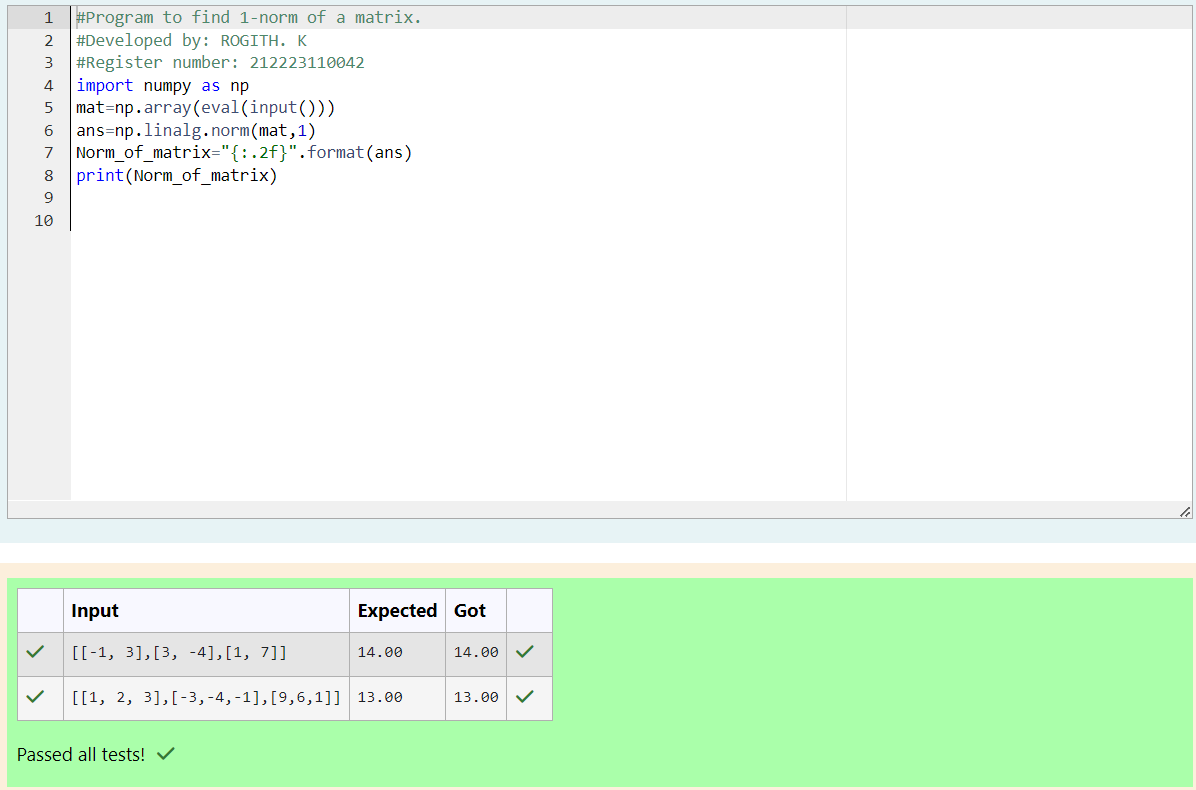 1 #Program to find 1-norm of a matrix.
2 #Developed by: ROGITH. K
3 #Register number: 212223110042
4 import numpy as np
5 mat=np.array(eval(input()))
6 ans=np.linalg.norm(mat,1)
7 Norm_of_matrix="{:.2f}".format(ans)
8 print(Norm_of_matrix)
9
10
Input Expected Got
[[-1, 3],[3, -4],[1, 7]] 14.00 14.00
[[1, 2, 3],[-3,-4,-1],[9,6,1]] 13.00 13.00
Passed all tests!